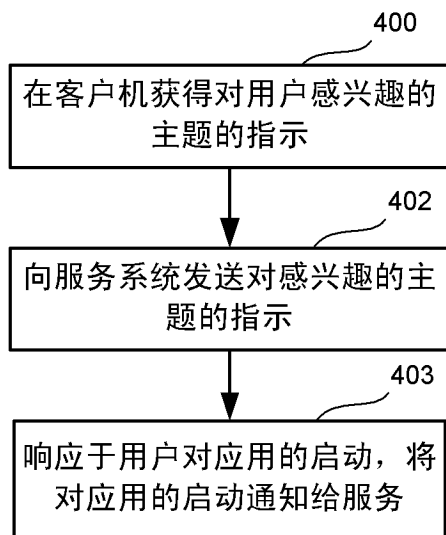 400
在客户机获得对用户感兴趣的
主题的指示
402
向服务系统发送对感兴趣的主
题的指示
403
响应于用户对应用的启动，将
对应用的启动通知给服务